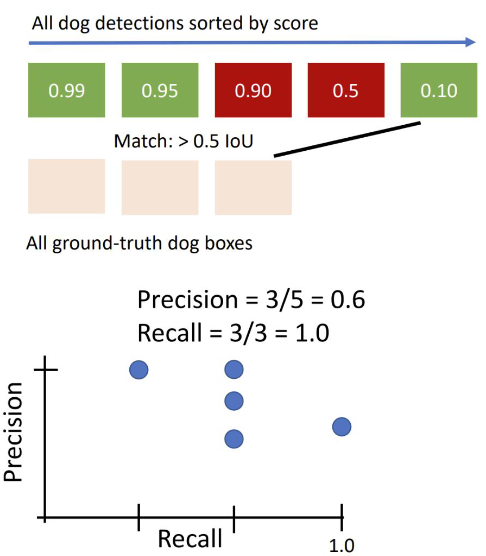 All dog detections sorted by score
0.99 0.95 0.90 0.5 0.10
Match: > 0.5 IoU
All ground-truth dog boxes
Precision = 3/5 = 0.6
Recall = 3/3 = 1.0
Precision
Recall
1.0